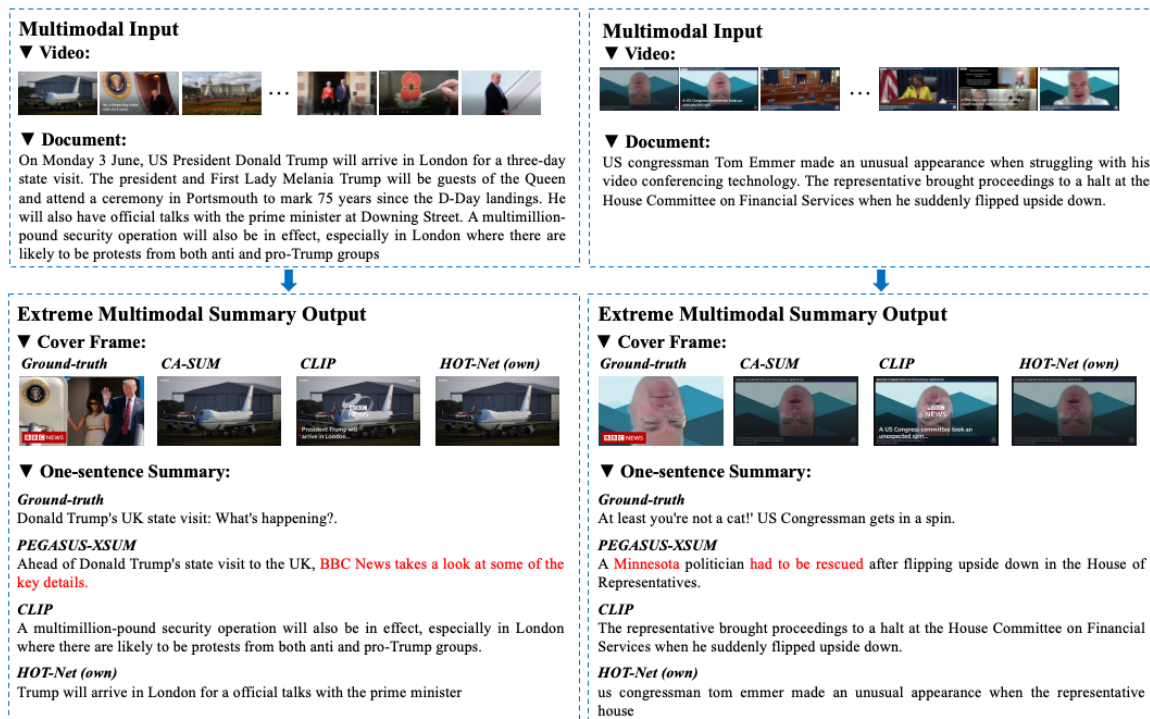 Multimodal Input
▼ Video:
...
▼ Document:
On Monday 3 June, US President Donald Trump will arrive in London for a three-day
state visit. The president and First Lady Melania Trump will be guests of the Queen
and attend a ceremony in Portsmouth to mark 75 years since the D-Day landings. He
will also have official talks with the prime minister at Downing Street. A multimillion-
pound security operation will also be in effect, especially in London where there are
likely to be protests from both anti and pro-Trump groups
Extreme Multimodal Summary Output
▼ Cover Frame:
Ground-truth CA-SUM CLIP HOT-Net (own)
BBC NEWS
BBC NEWS
President Trump will
arrive in London...
▼ One-sentence Summary:
Ground-truth
Donald Trump's UK state visit: What's happening?.
PEGASUS-XSUM
Ahead of Donald Trump's state visit to the UK, BBC News takes a look at some of the
key details.
CLIP
A multimillion-pound security operation will also be in effect, especially in London
where there are likely to be protests from both anti and pro-Trump groups.
HOT-Net (own)
Trump will arrive in London for a official talks with the prime minister
Multimodal Input
▼ Video:
...
▼ Document:
US congressman Tom Emmer made an unusual appearance when struggling with his
video conferencing technology. The representative brought proceedings to a halt at the
House Committee on Financial Services when he suddenly flipped upside down.
Extreme Multimodal Summary Output
▼ Cover Frame:
Ground-truth CA-SUM CLIP HOT-Net (own)
BBC NEWS
BBC NEWS
A US Congress committee took an
unexpected spin...
▼ One-sentence Summary:
Ground-truth
At least you're not a cat!' US Congressman gets in a spin.
PEGASUS-XSUM
A Minnesota politician had to be rescued after flipping upside down in the House of
Representatives.
CLIP
The representative brought proceedings to a halt at the House Committee on Financial
Services when he suddenly flipped upside down.
HOT-Net (own)
us congressman tom emmer made an unusual appearance when the representative
house